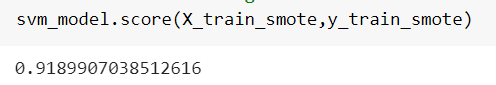 svm_model.score(X_train_smote,y_train_smote)
0.9189907038512616